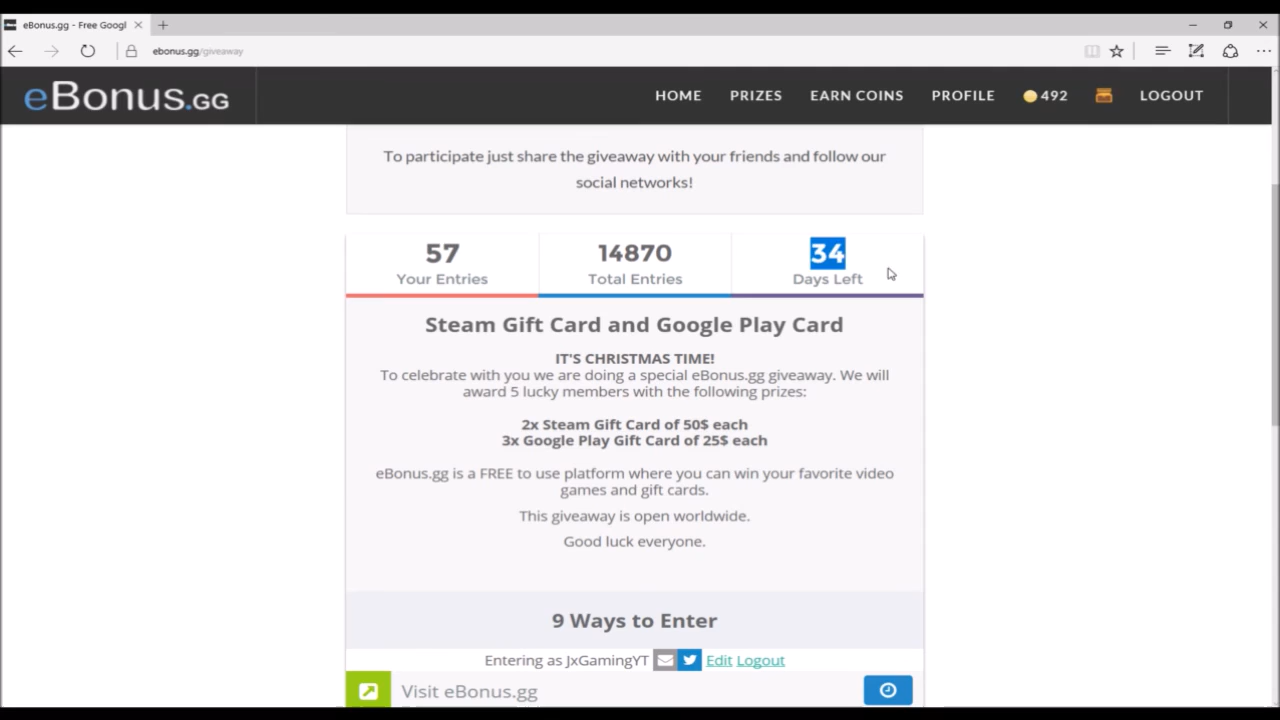 eBonus.gg - Free Googl
ebonus.gg/giveaway
eBonus.GG
HOME PRIZES EARN COINS PROFILE 492 LOGOUT
To participate just share the giveaway with your friends and follow our
social networks!
57 14870 34
Your Entries Total Entries Days Left
Steam Gift Card and Google Play Card
IT'S CHRISTMAS TIME!
To celebrate with you we are doing a special eBonus.gg giveaway. We will
award 5 lucky members with the following prizes:
2x Steam Gift Card of 50$ each
3x Google Play Gift Card of 25$ each
eBonus.gg is a FREE to use platform where you can win your favorite video
games and gift cards.
This giveaway is open worldwide.
Good luck everyone.
9 Ways to Enter
Entering as JxGamingYT Edit Logout
Visit eBonus.gg